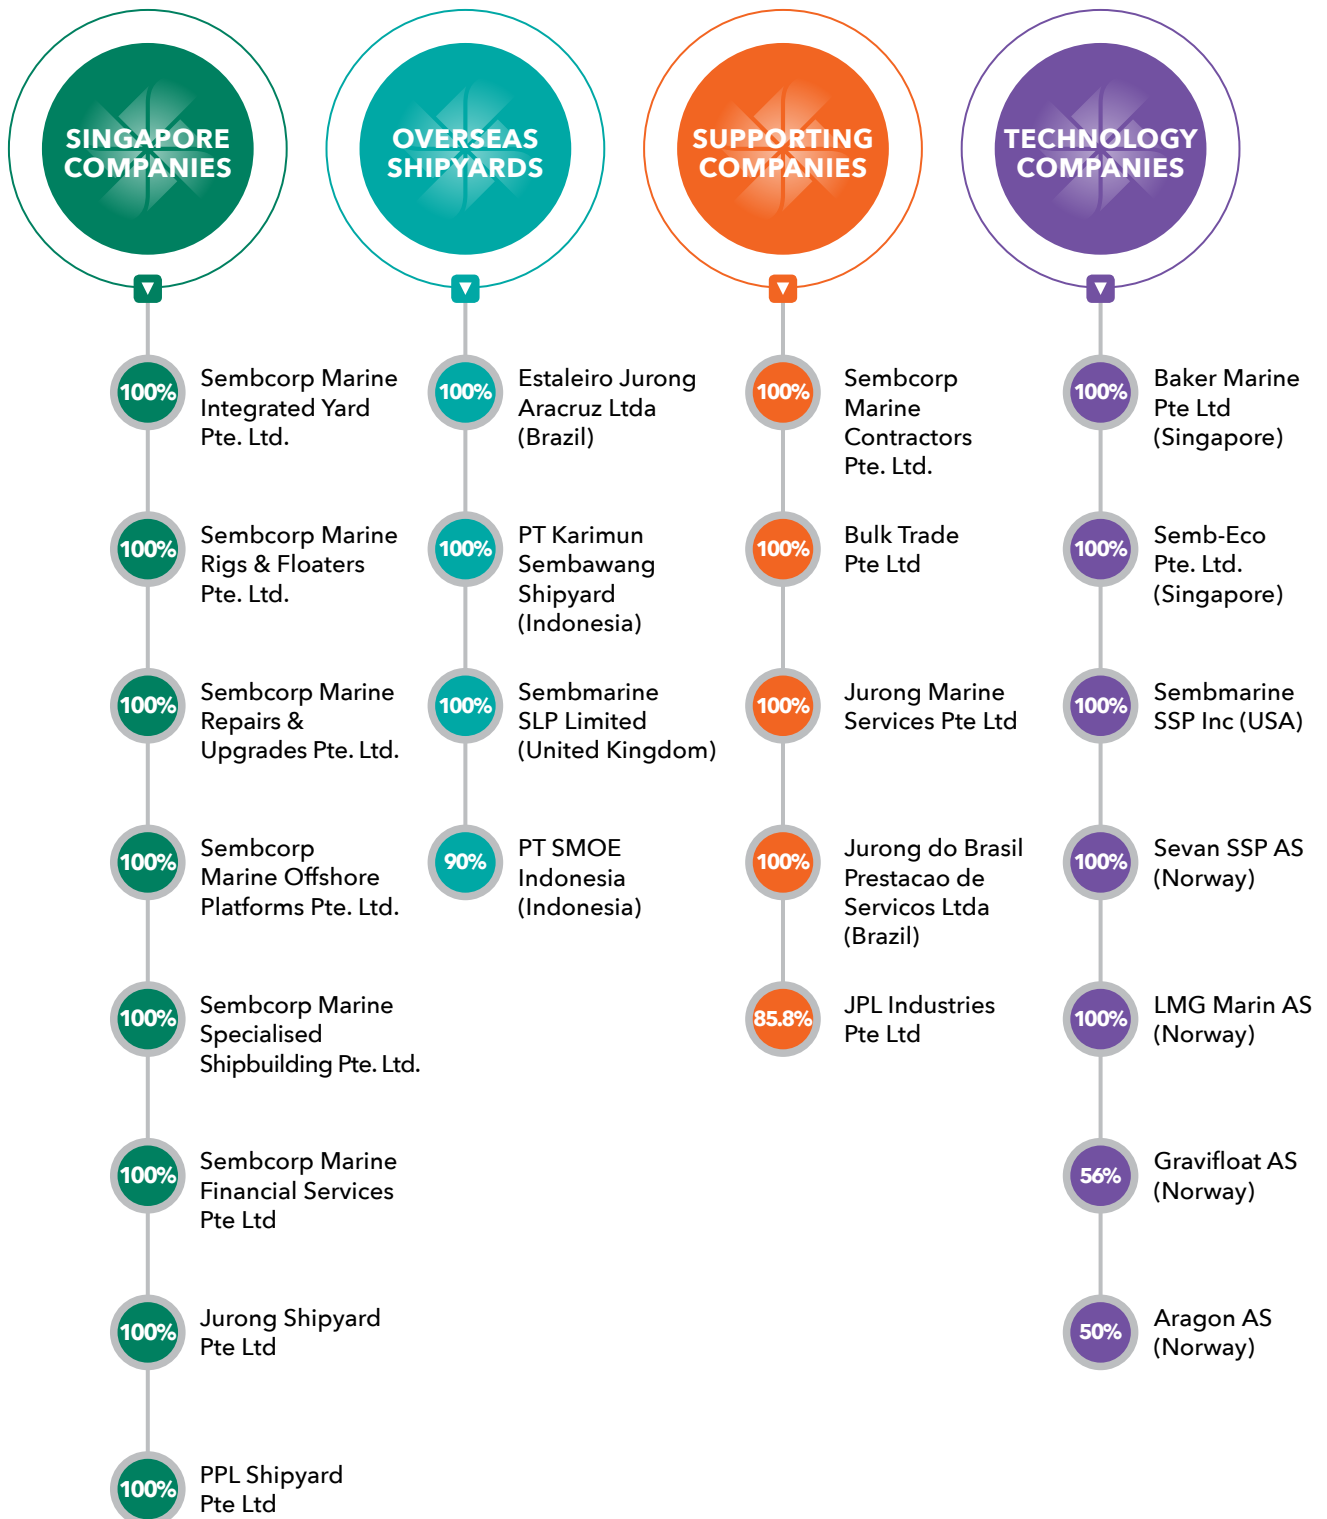 SINGAPORE
COMPANIES
100%
Sembcorp Marine
Integrated Yard
Pte. Ltd.
100%
Sembcorp Marine
Rigs & Floaters
Pte. Ltd.
100%
Sembcorp Marine
Repairs &
Upgrades Pte. Ltd.
100%
Sembcorp
Marine Offshore
Platforms Pte. Ltd.
100%
Sembcorp Marine
Specialised
Shipbuilding Pte. Ltd.
100%
Sembcorp Marine
Financial Services
Pte Ltd
100%
Jurong Shipyard
Pte Ltd
100%
PPL Shipyard
Pte Ltd
OVERSEAS
SHIPYARDS
100%
Estaleiro Jurong
Aracruz Ltda
(Brazil)
100%
PT Karimun
Sembawang
Shipyard
(Indonesia)
100%
Sembmarine
SLP Limited
(United Kingdom)
90%
PT SMOE
Indonesia
(Indonesia)
SUPPORTING
COMPANIES
100%
Sembcorp
Marine
Contractors
Pte. Ltd.
100%
Bulk Trade
Pte Ltd
100%
Jurong Marine
Services Pte Ltd
100%
Jurong do Brasil
Prestacao de
Servicos Ltda
(Brazil)
85.8%
JPL Industries
Pte Ltd
TECHNOLOGY
COMPANIES
100%
Baker Marine
Pte Ltd
(Singapore)
100%
Semb-Eco
Pte. Ltd.
(Singapore)
100%
Sembmarine
SSP Inc (USA)
100%
Sevan SSP AS
(Norway)
100%
LMG Marin AS
(Norway)
56%
Gravifloat AS
(Norway)
50%
Aragon AS
(Norway)